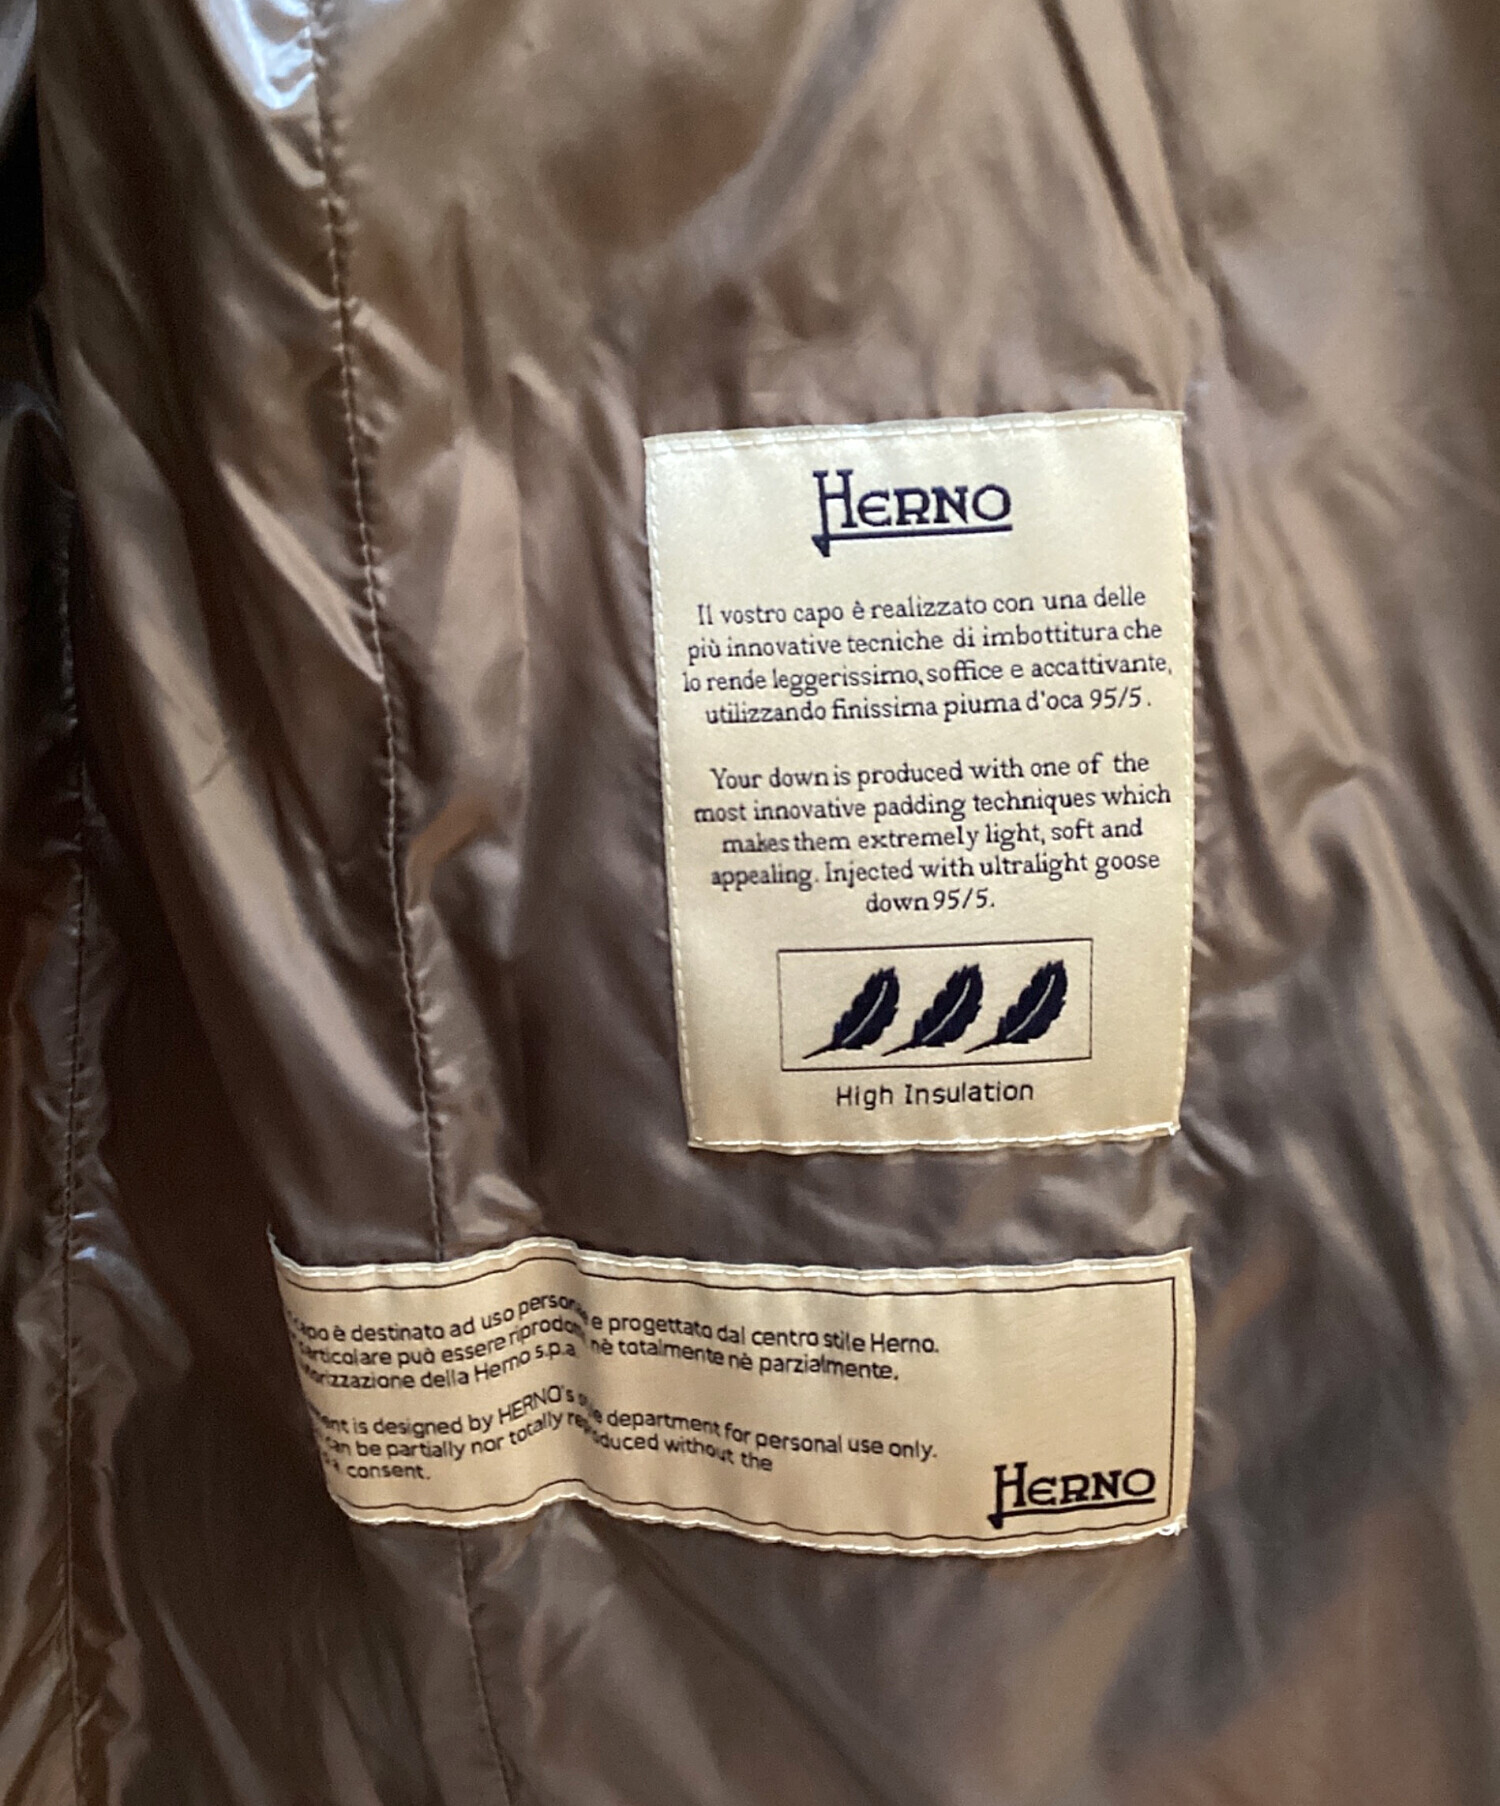 HERNO
Il vostro capo è realizzato con una delle
più innovative tecniche di imbottitura che
lo rende leggerissimo, soffice e accattivante,
utilizzando finissima piuma d'oca 95/5.
Your down is produced with one of the
most innovative padding techniques which
makes them extremely light, soft and
appealing. Injected with ultralight goose
down 95/5.
High Insulation
capo è destinato ad uso e progettato dal centro stile Herno.
particolare può essere nè totalmente nè parzialmente,
della Herno s.p.a
is designed by HERNO's department for personal use only.
can be partially nor totally reproduced without the
consent.
HERNO